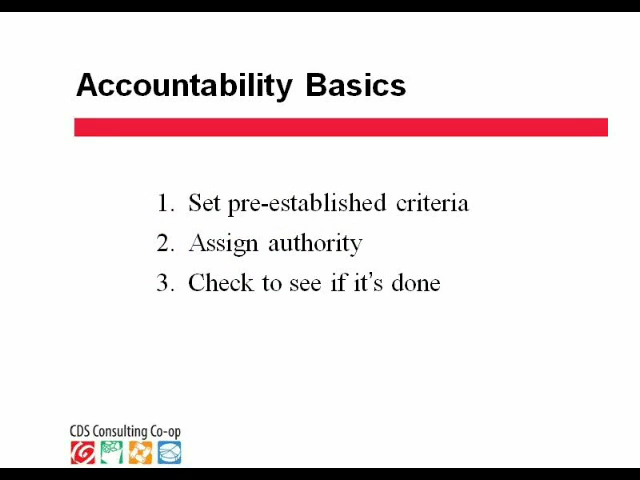 Accountability Basics
1. Set pre-established criteria
2. Assign authority
3. Check to see if it’s done
CDS Consulting Co-op